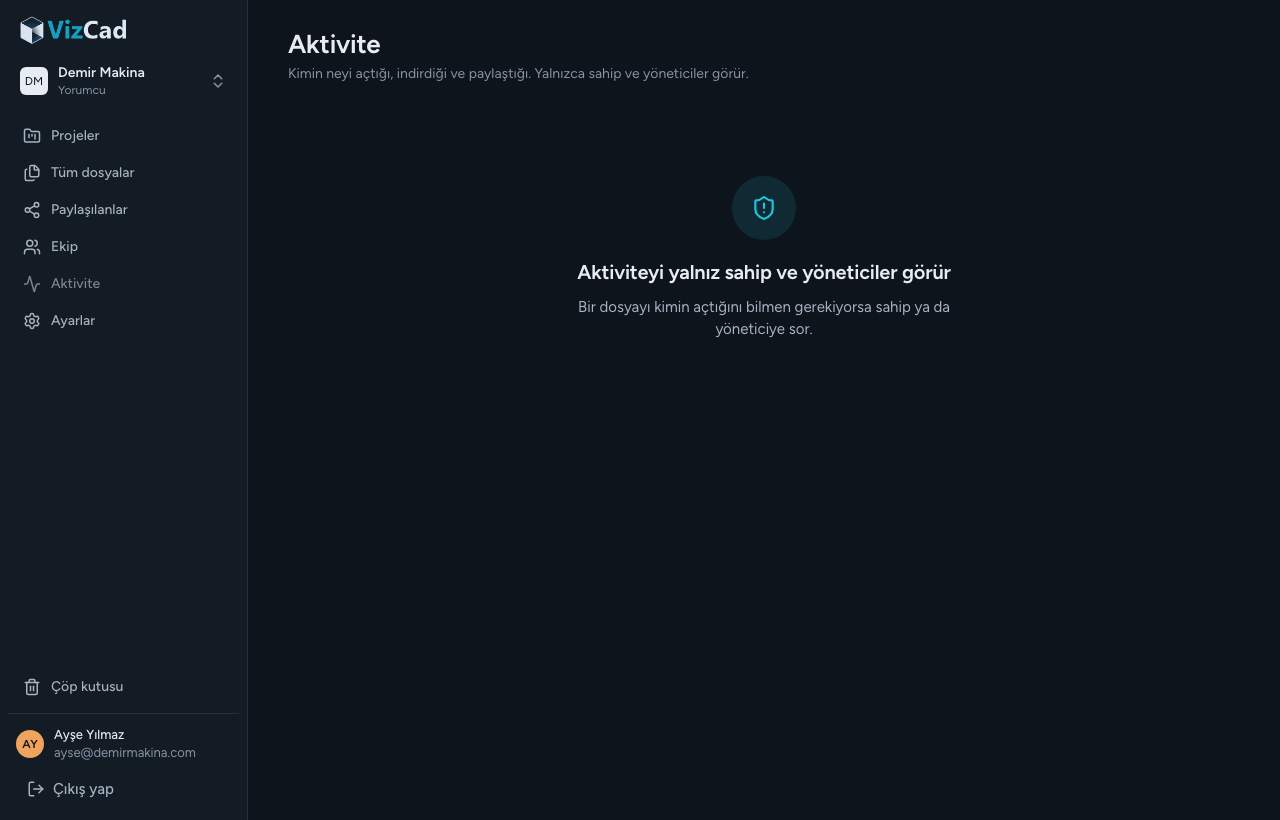 VizCad
DM
Demir Makina
Yorumcu
Projeler
Tüm dosyalar
Paylaşılanlar
Ekip
Aktivite
Ayarlar
Çöp kutusu
AY
Ayşe Yılmaz
ayse@demirmakina.com
Çıkış yap
Aktivite
Kimin neyi açtığı, indirdiği ve paylaştığı. Yalnızca sahip ve yöneticiler görür.
Aktiviteyi yalnız sahip ve yöneticiler görür
Bir dosyayı kimin açtığını bilmen gerekiyorsa sahip ya da
yöneticiye sor.